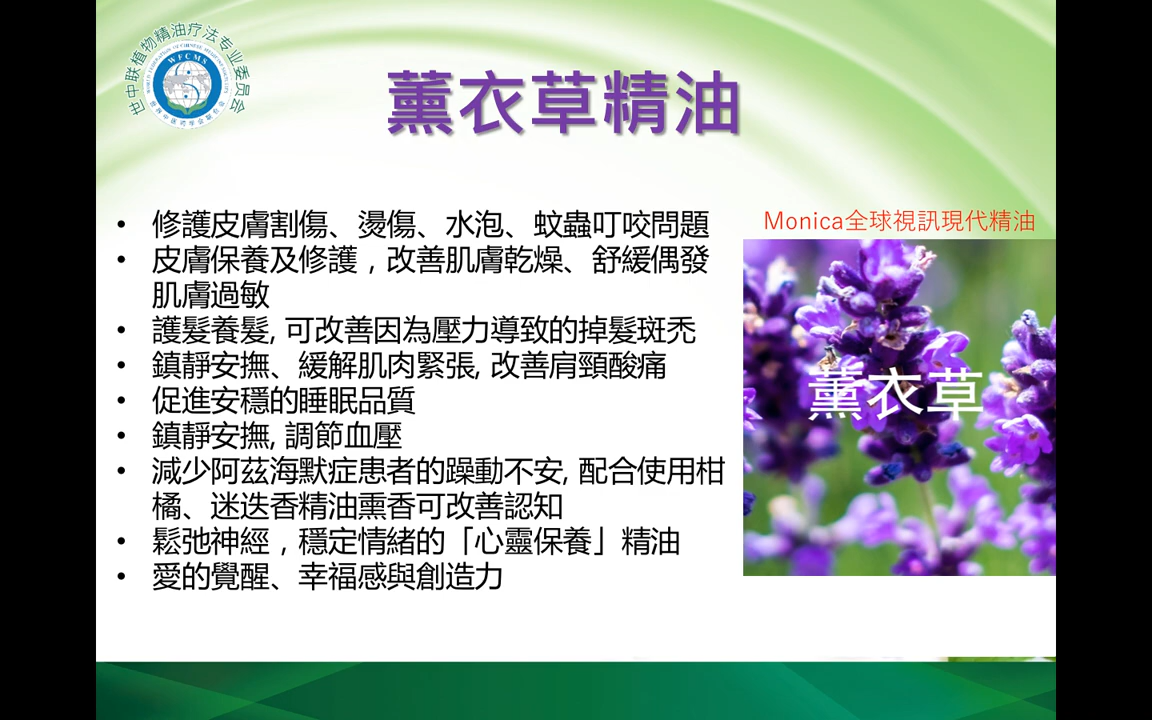 世中联植物精油疗法专业委员会
WFCMS
薰衣草精油
• 修護皮膚割傷、燙傷、水泡、蚊蟲叮咬問題
• 皮膚保養及修護，改善肌膚乾燥、舒緩偶發
肌膚過敏
• 護髮養髮, 可改善因為壓力導致的掉髮斑禿
• 鎮靜安撫、緩解肌肉緊張, 改善肩頸酸痛
• 促進安穩的睡眠品質
• 鎮靜安撫, 調節血壓
• 減少阿茲海默症患者的躁動不安, 配合使用柑
橘、迷迭香精油熏香可改善認知
• 鬆弛神經，穩定情緒的「心靈保養」精油
• 愛的覺醒、幸福感與創造力
Monica全球視訊現代精油
薰衣草